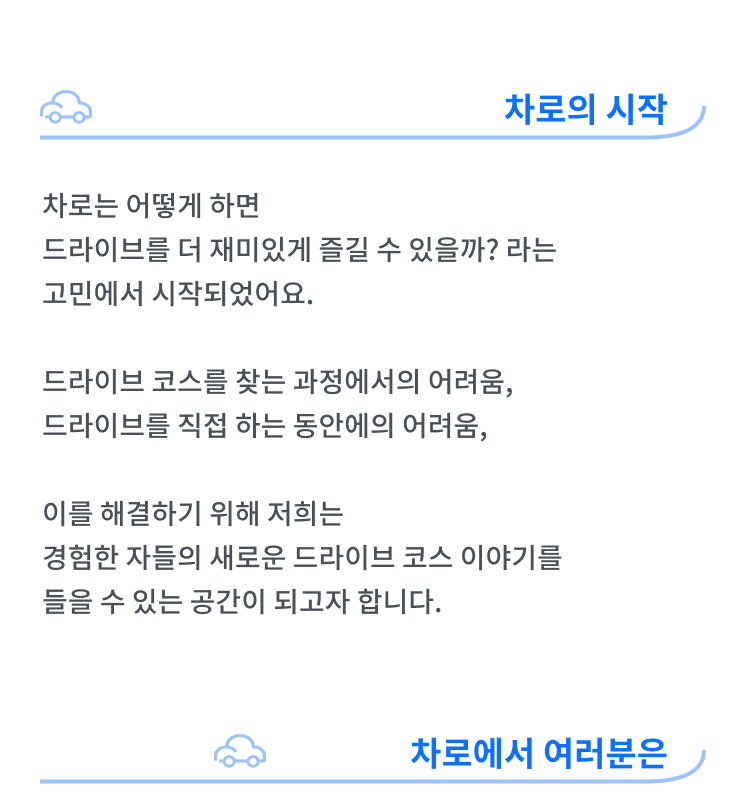 차로의 시작
차로는 어떻게 하면
드라이브를 더 재미있게 즐길 수 있을까? 라는
고민에서 시작되었어요.
드라이브 코스를 찾는 과정에서의 어려움,
드라이브를 직접 하는 동안에의 어려움,
이를 해결하기 위해 저희는
경험한 자들의 새로운 드라이브 코스 이야기를
들을 수 있는 공간이 되고자 합니다.
차로에서 여러분은